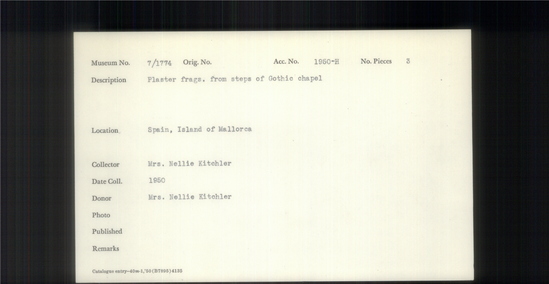 Museum No. 7/1774 Orig. No. Acc. No. 1950-H No. Pieces 3
Description Plaster frags. from steps of Gothic chapel
Location Spain, Island of Mallorca
Collector Mrs. Nellie Kitchler
Date Coll. 1950
Donor Mrs. Nellie Kitchler
Photo
Published
Remarks